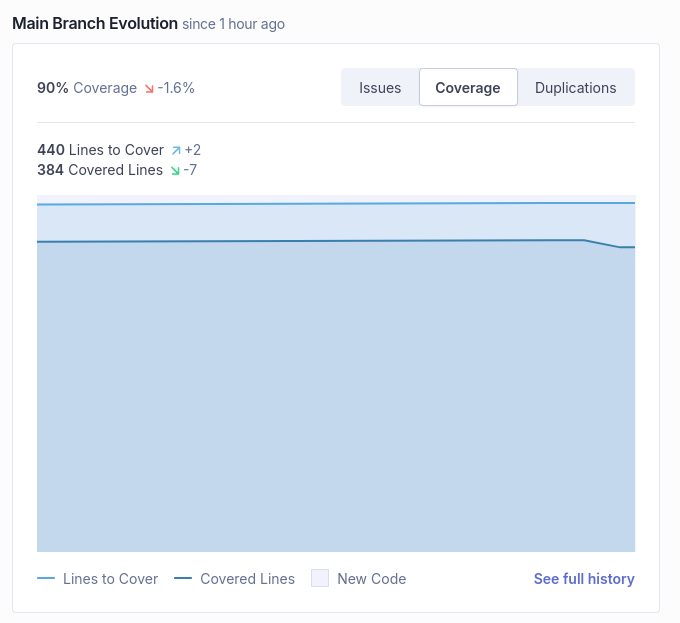 Main Branch Evolution since 1 hour ago
90% Coverage -1.6%
Issues Coverage Duplications
440 Lines to Cover +2
384 Covered Lines -7
Lines to Cover Covered Lines New Code See full history